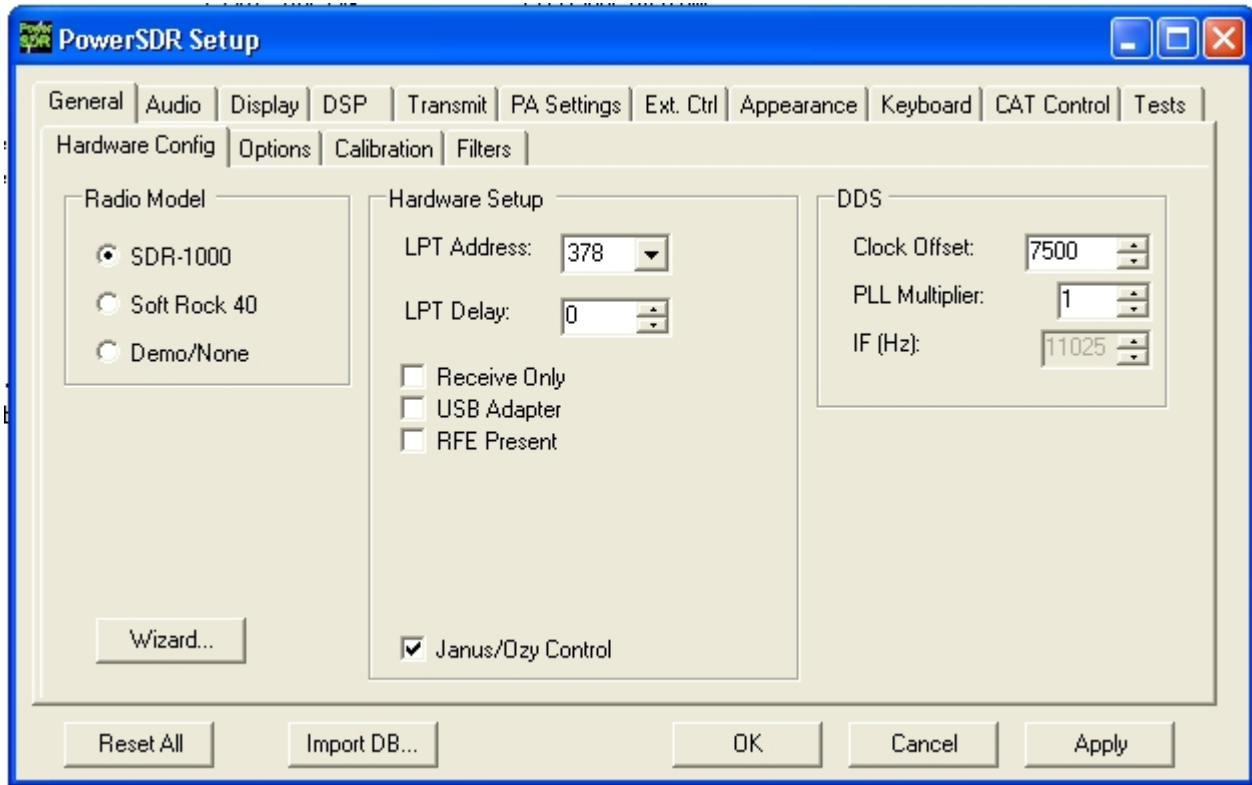 PowerSDR Setup
General Audio Display DSP Transmit PA Settings Ext. Ctrl Appearance Keyboard CAT Control Tests
Hardware Config Options Calibration Filters
Radio Model
SDR-1000
Soft Rock 40
Demo/None
Wizard...
Hardware Setup
LPT Address: 378
LPT Delay: 0
Receive Only
USB Adapter
RFE Present
Janus/Ozy Control
DDS
Clock Offset: 7500
PLL Multiplier: 1
IF (Hz): 11025
Reset All Import DB... OK Cancel Apply